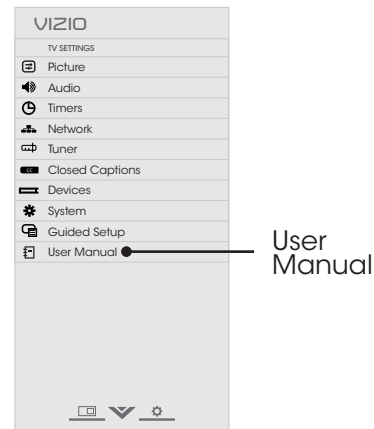 VIZIO
TV SETTINGS
Picture
Audio
Timers
Network
Tuner
Closed Captions
Devices
System
Guided Setup
User Manual
User
Manual